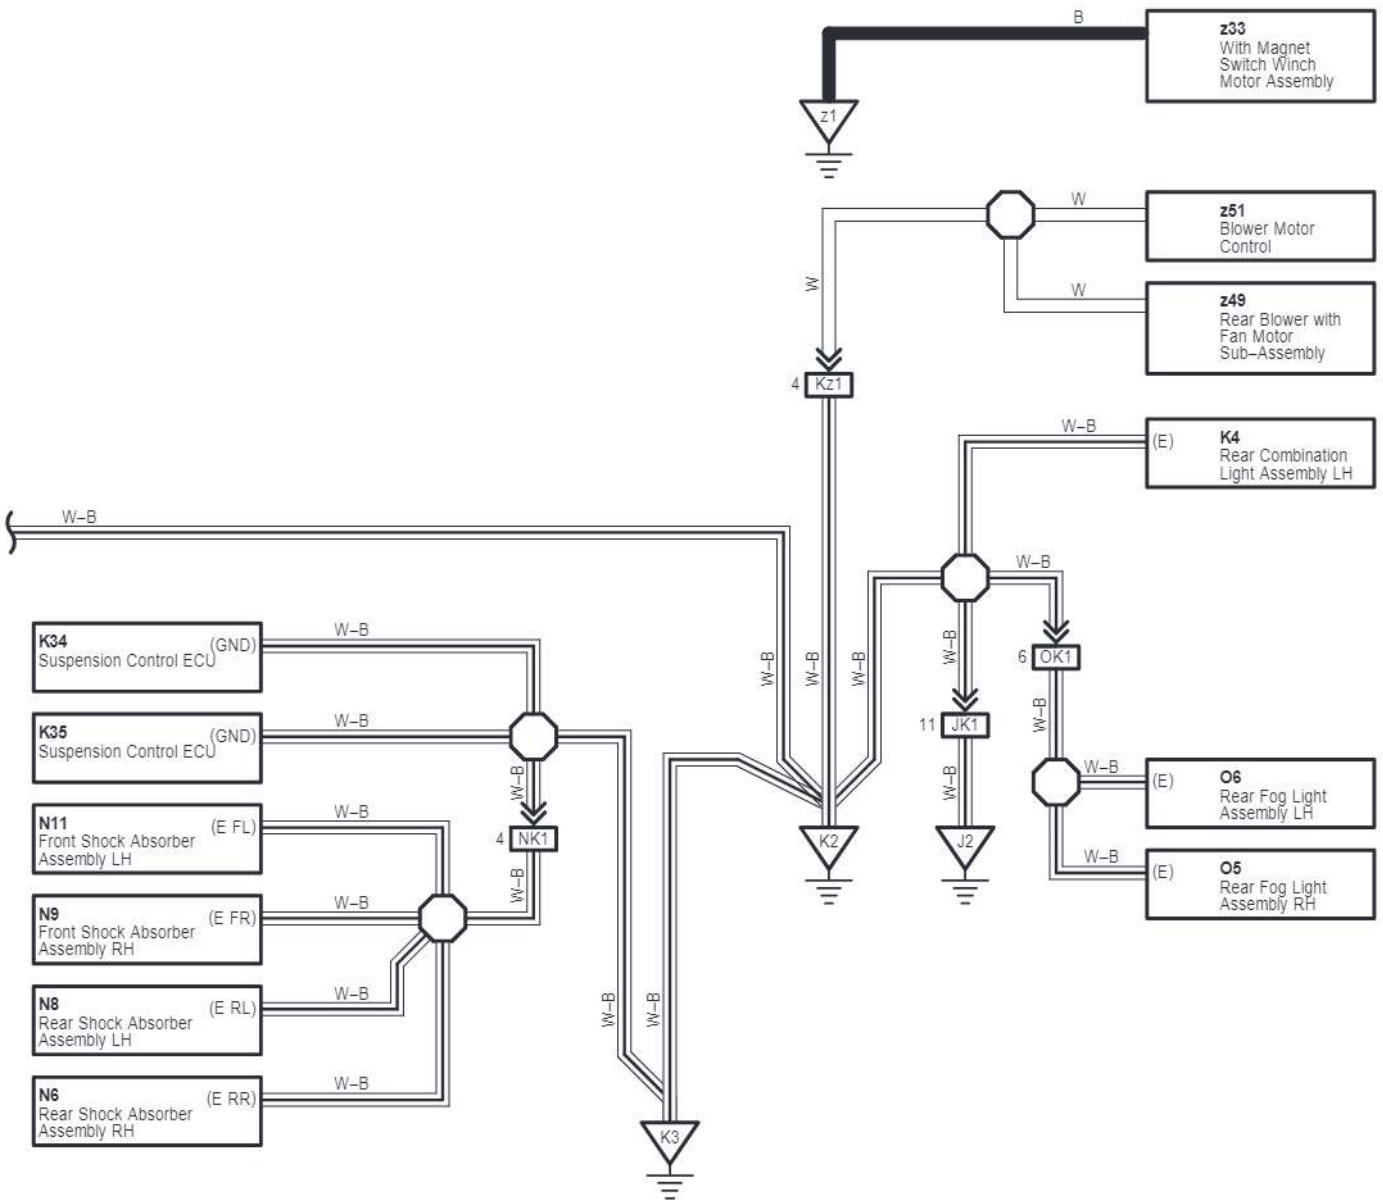 B
z33
With Magnet
Switch Winch
Motor Assembly
z1
W
z51
Blower Motor
Control
W
W
z49
Rear Blower with
Fan Motor
Sub–Assembly
4 Kz1
W–B
(E)
K4
Rear Combination
Light Assembly LH
W–B
W–B
W–B
W–B
W–B
W–B
6 OK1
11 JK1
W–B
W–B
K34
(GND)
Suspension Control ECU
W–B
K35
(GND)
Suspension Control ECU
W–B
W–B
4 NK1
W–B
N11
(E FL)
Front Shock Absorber
Assembly LH
W–B
N9
(E FR)
Front Shock Absorber
Assembly RH
W–B
N8
(E RL)
Rear Shock Absorber
Assembly LH
W–B
N6
(E RR)
Rear Shock Absorber
Assembly RH
W–B
W–B
W–B
K3
K2
J2
W–B
(E)
O6
Rear Fog Light
Assembly LH
W–B
(E)
O5
Rear Fog Light
Assembly RH